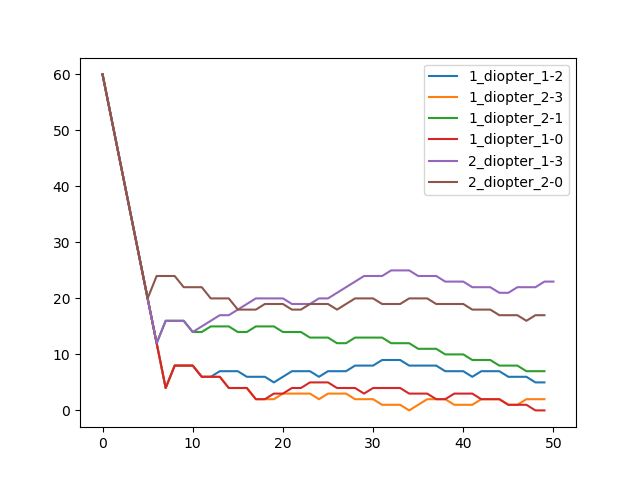 1_diopter_1-2
1_diopter_2-3
1_diopter_2-1
1_diopter_1-0
2_diopter_1-3
2_diopter_2-0
60
50
40
30
20
10
0
0 10 20 30 40 50